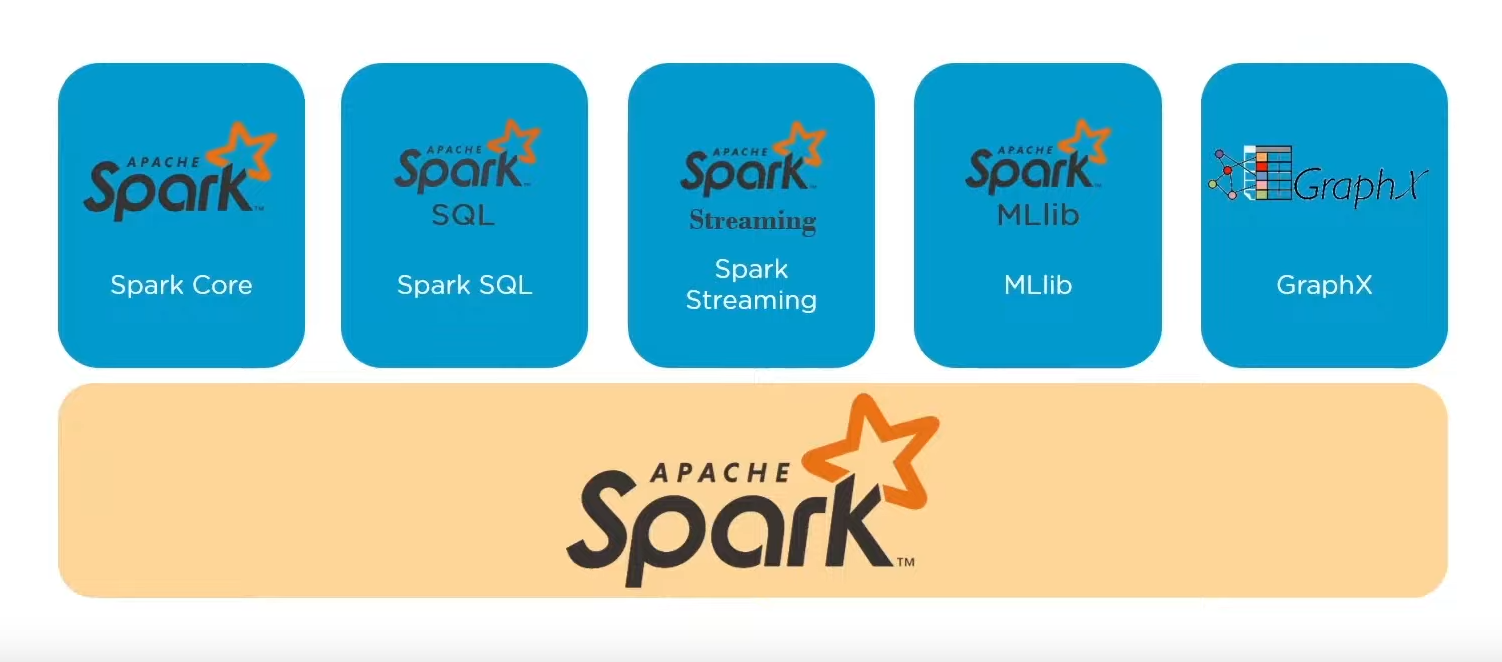 APACHE
Spark™
Spark Core
APACHE
Spark™
SQL
Spark SQL
APACHE
Spark™
Streaming
Spark
Streaming
APACHE
Spark™
MLlib
MLlib
GraphX
GraphX
APACHE
Spark™